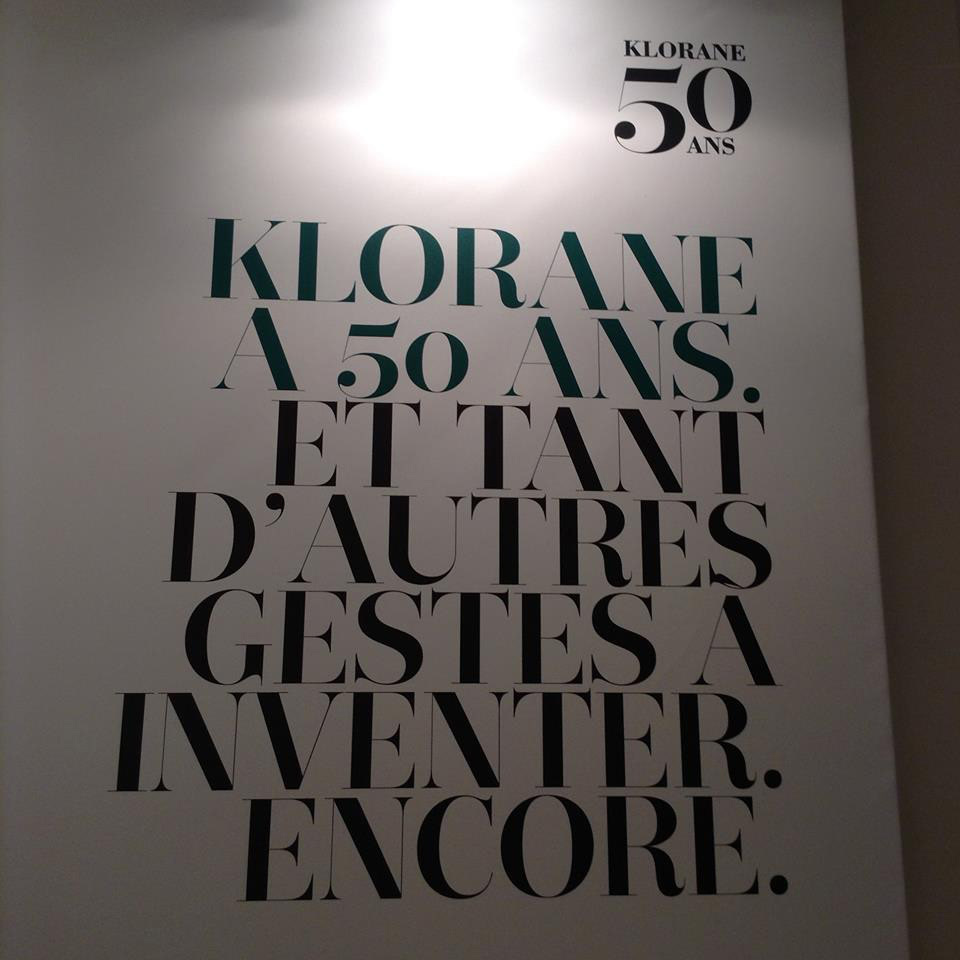 KLORANE
50
ANS
KLORANE
A 50 ANS.
ET TANT
D'AUTRES
GESTES À
INVENTER.
ENCORE.